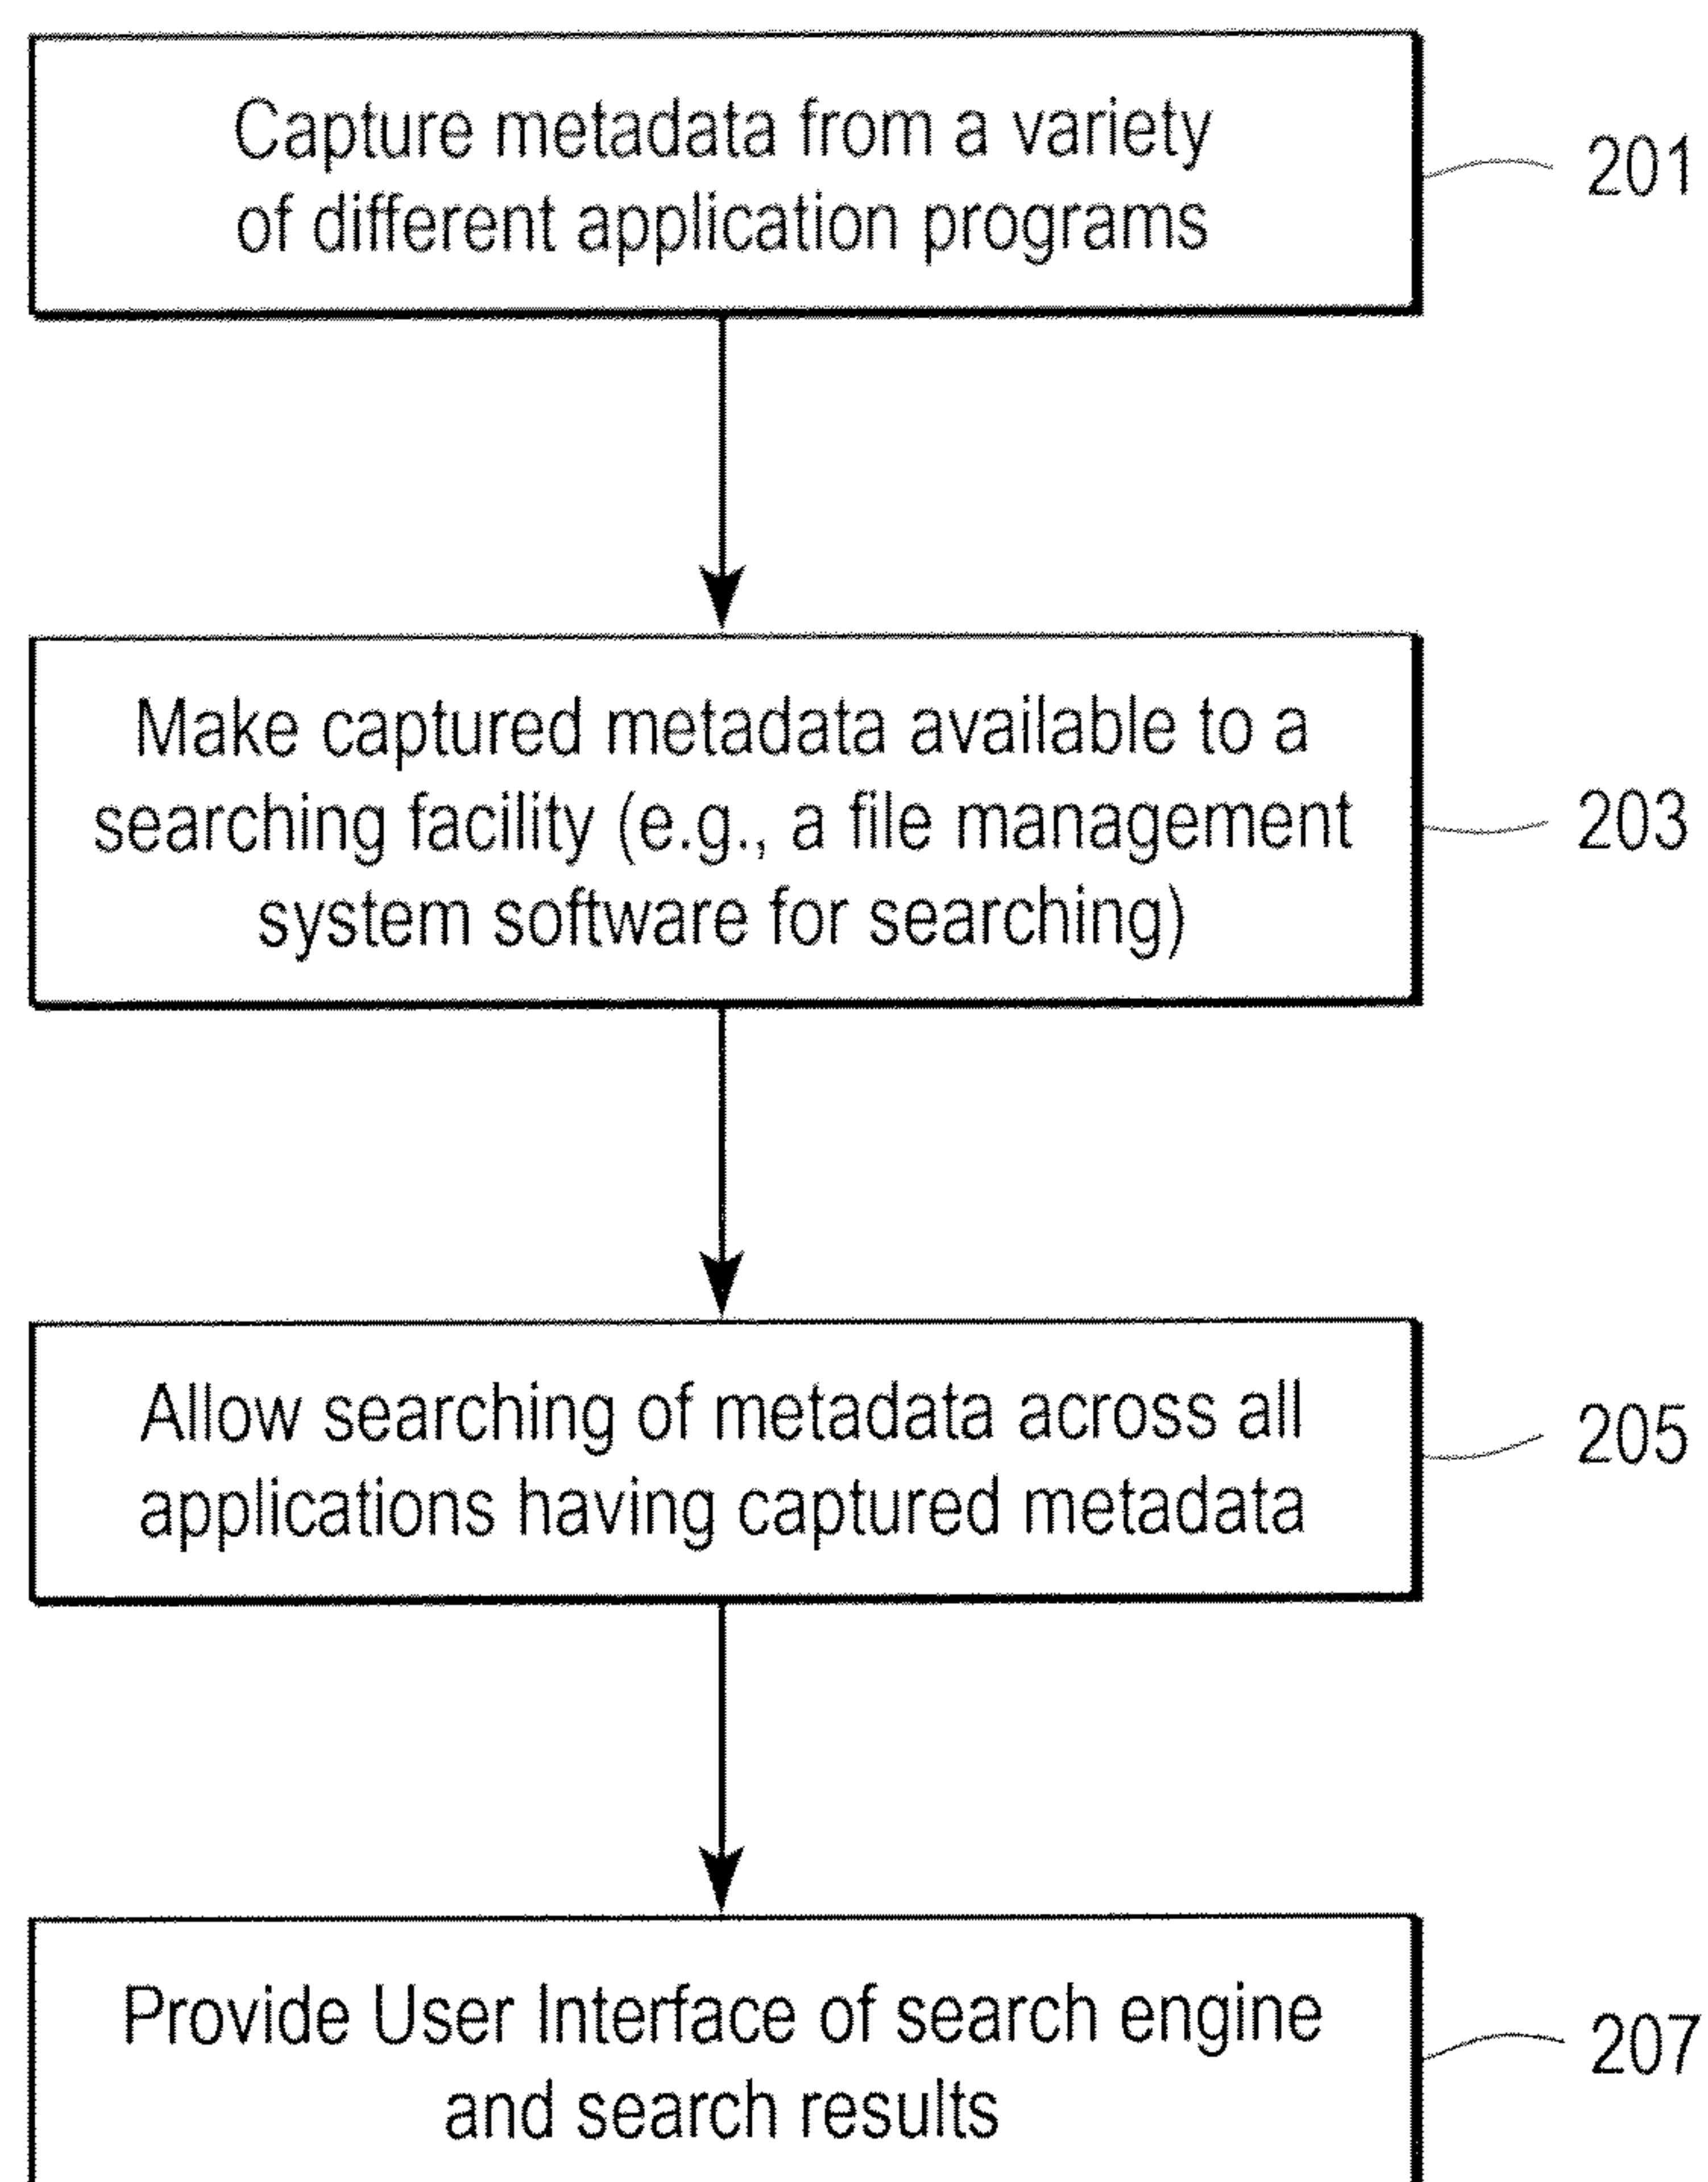 Capture metadata from a variety
of different application programs
201
Make captured metadata available to a
searching facility (e.g., a file management
system software for searching)
203
Allow searching of metadata across all
applications having captured metadata
205
Provide User Interface of search engine
and search results
207